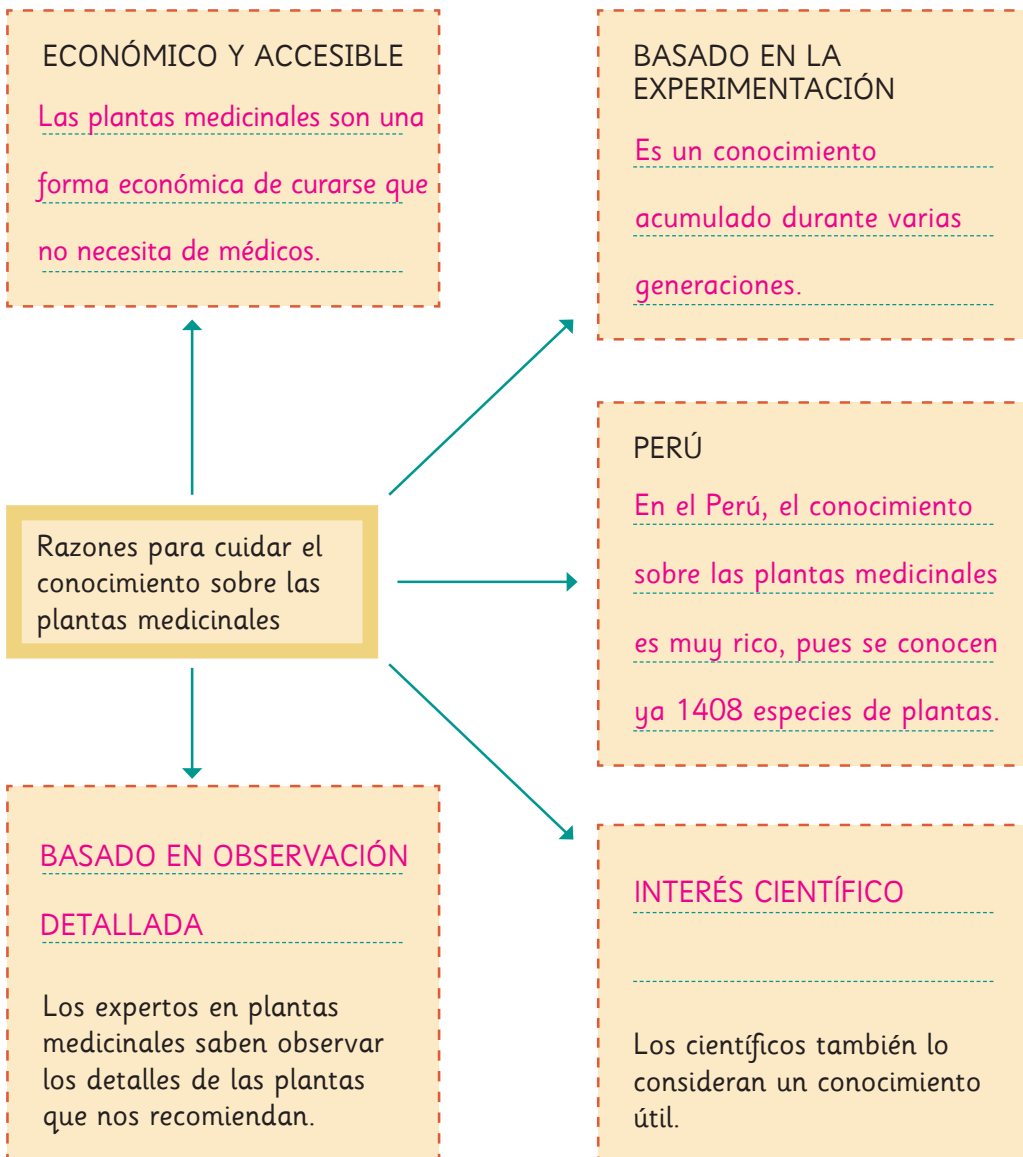 ECONÓMICO Y ACCESIBLE
Las plantas medicinales son una
forma económica de curarse que
no necesita de médicos.
BASADO EN LA
EXPERIMENTACIÓN
Es un conocimiento
acumulado durante varias
generaciones.
PERÚ
En el Perú, el conocimiento
sobre las plantas medicinales
es muy rico, pues se conocen
ya 1408 especies de plantas.
Razones para cuidar el
conocimiento sobre las
plantas medicinales
BASADO EN OBSERVACIÓN
DETALLADA
Los expertos en plantas
medicinales saben observar
los detalles de las plantas
que nos recomiendan.
INTERÉS CIENTÍFICO
Los científicos también lo
consideran un conocimiento
útil.